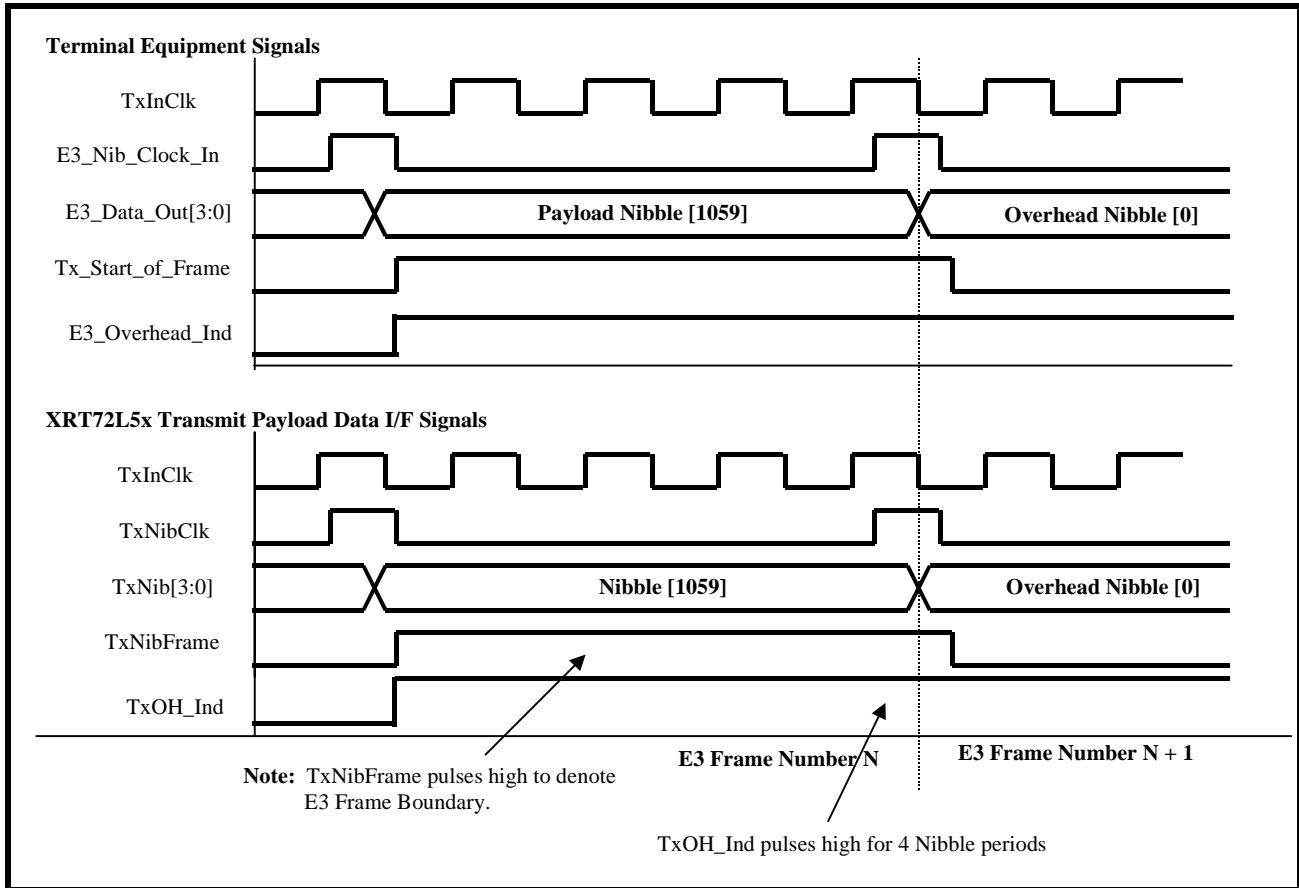 Terminal Equipment Signals
TxInClk
E3_Nib_Clock_In
E3_Data_Out[3:0]
Payload Nibble [1059]
Overhead Nibble [0]
Tx_Start_of_Frame
E3_Overhead_Ind
XRT72L5x Transmit Payload Data I/F Signals
TxInClk
TxNibClk
TxNib[3:0]
Nibble [1059]
Overhead Nibble [0]
TxNibFrame
TxOH_Ind
E3 Frame Number N
E3 Frame Number N + 1
Note: TxNibFrame pulses high to denote
E3 Frame Boundary.
TxOH_Ind pulses high for 4 Nibble periods